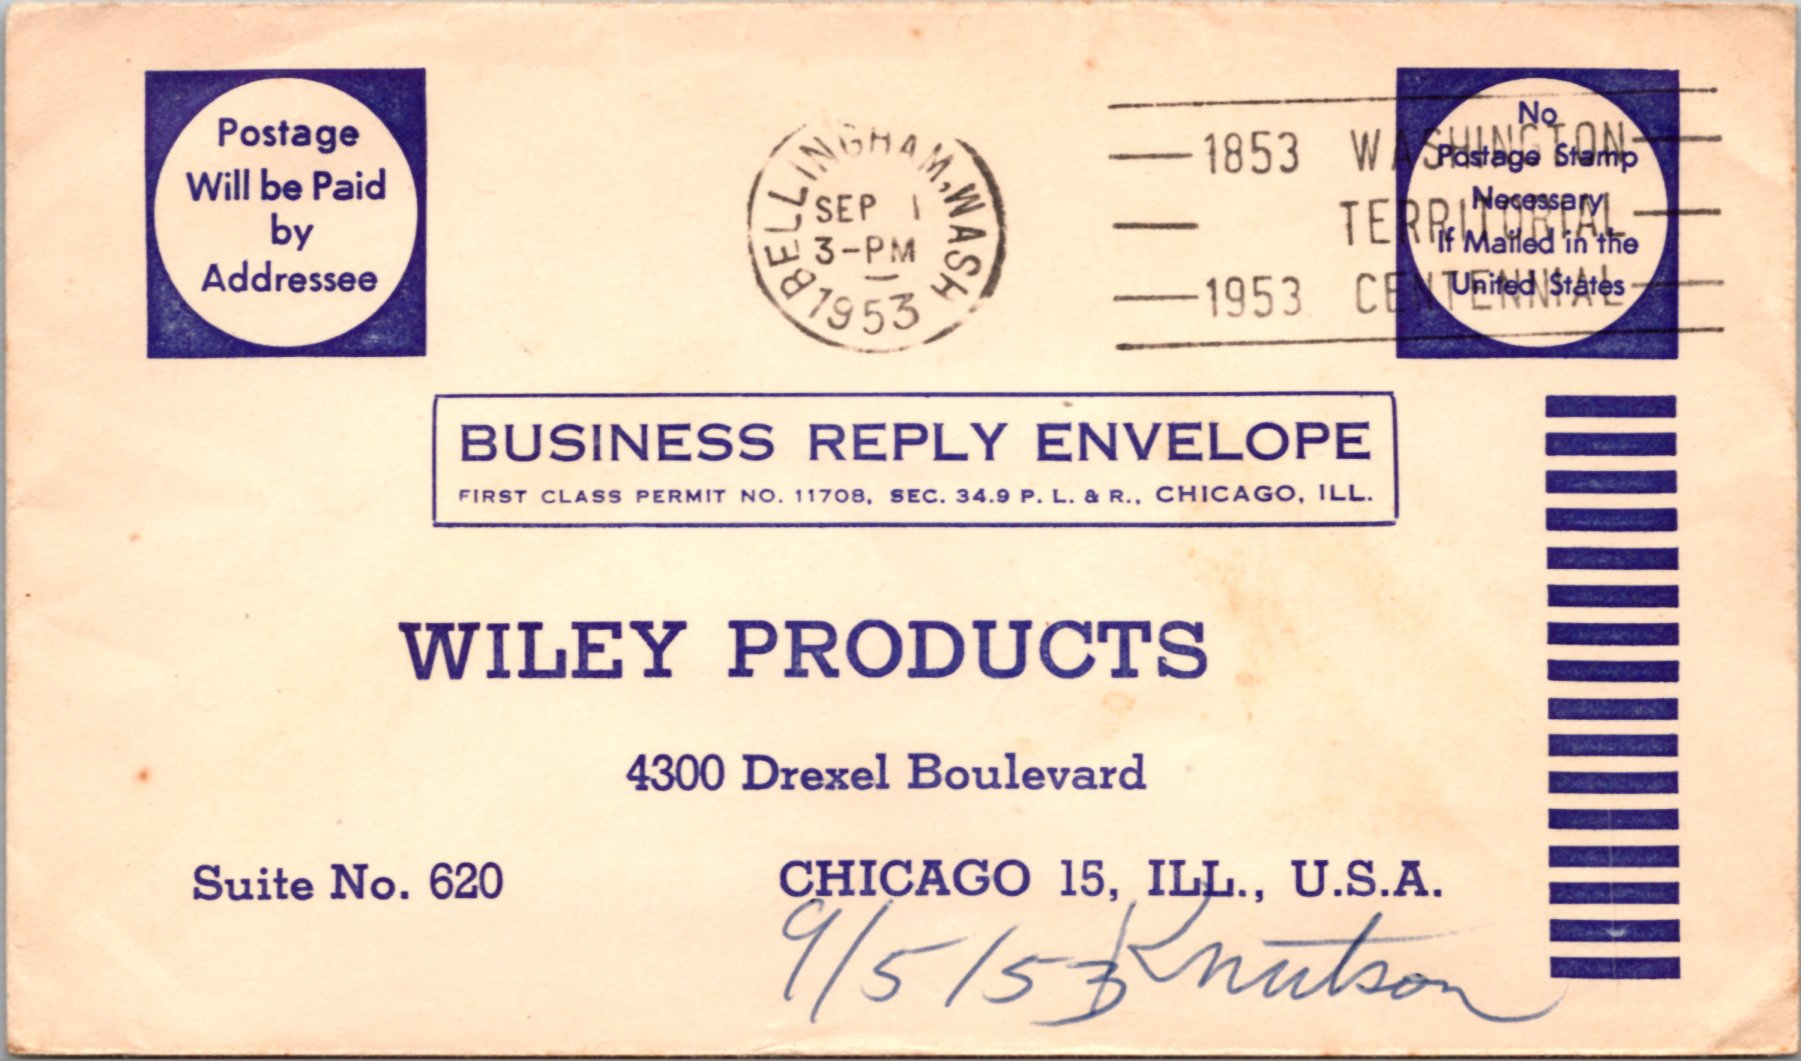 Postage
Will be Paid
by
Addressee
BELLINGHAM, WASH
SEP 1
3-PM
1953
1853 WASHINGTON
TERRITORIAL
1953 CENTENNIAL
No
Postage Stamp
Necessary
If Mailed in the
United States
BUSINESS REPLY ENVELOPE
FIRST CLASS PERMIT NO. 11708, SEC. 34.9 P. L. & R., CHICAGO, ILL.
WILEY PRODUCTS
4300 Drexel Boulevard
Suite No. 620
CHICAGO 15, ILL., U.S.A.
9/5/53 Knutson